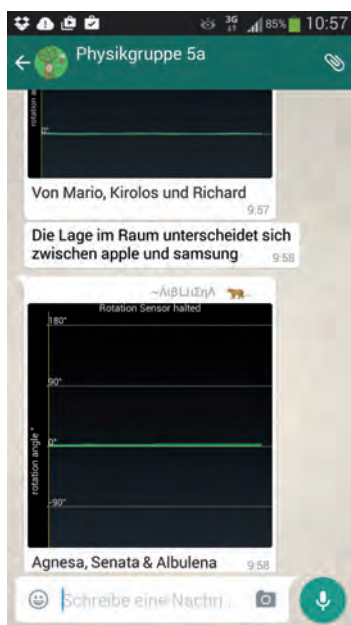 3G 85% 10:57
Physikgruppe 5a
0°
Von Mario, Kirolos und Richard
9:57
Die Lage im Raum unterscheidet sich
zwischen apple und samsung 9:58
Rotation Sensor halted
180°
90°
rotation angle °
0°
-90°
Agnesa, Senata & Albulena 9:58
Schreibe eine Nachri...